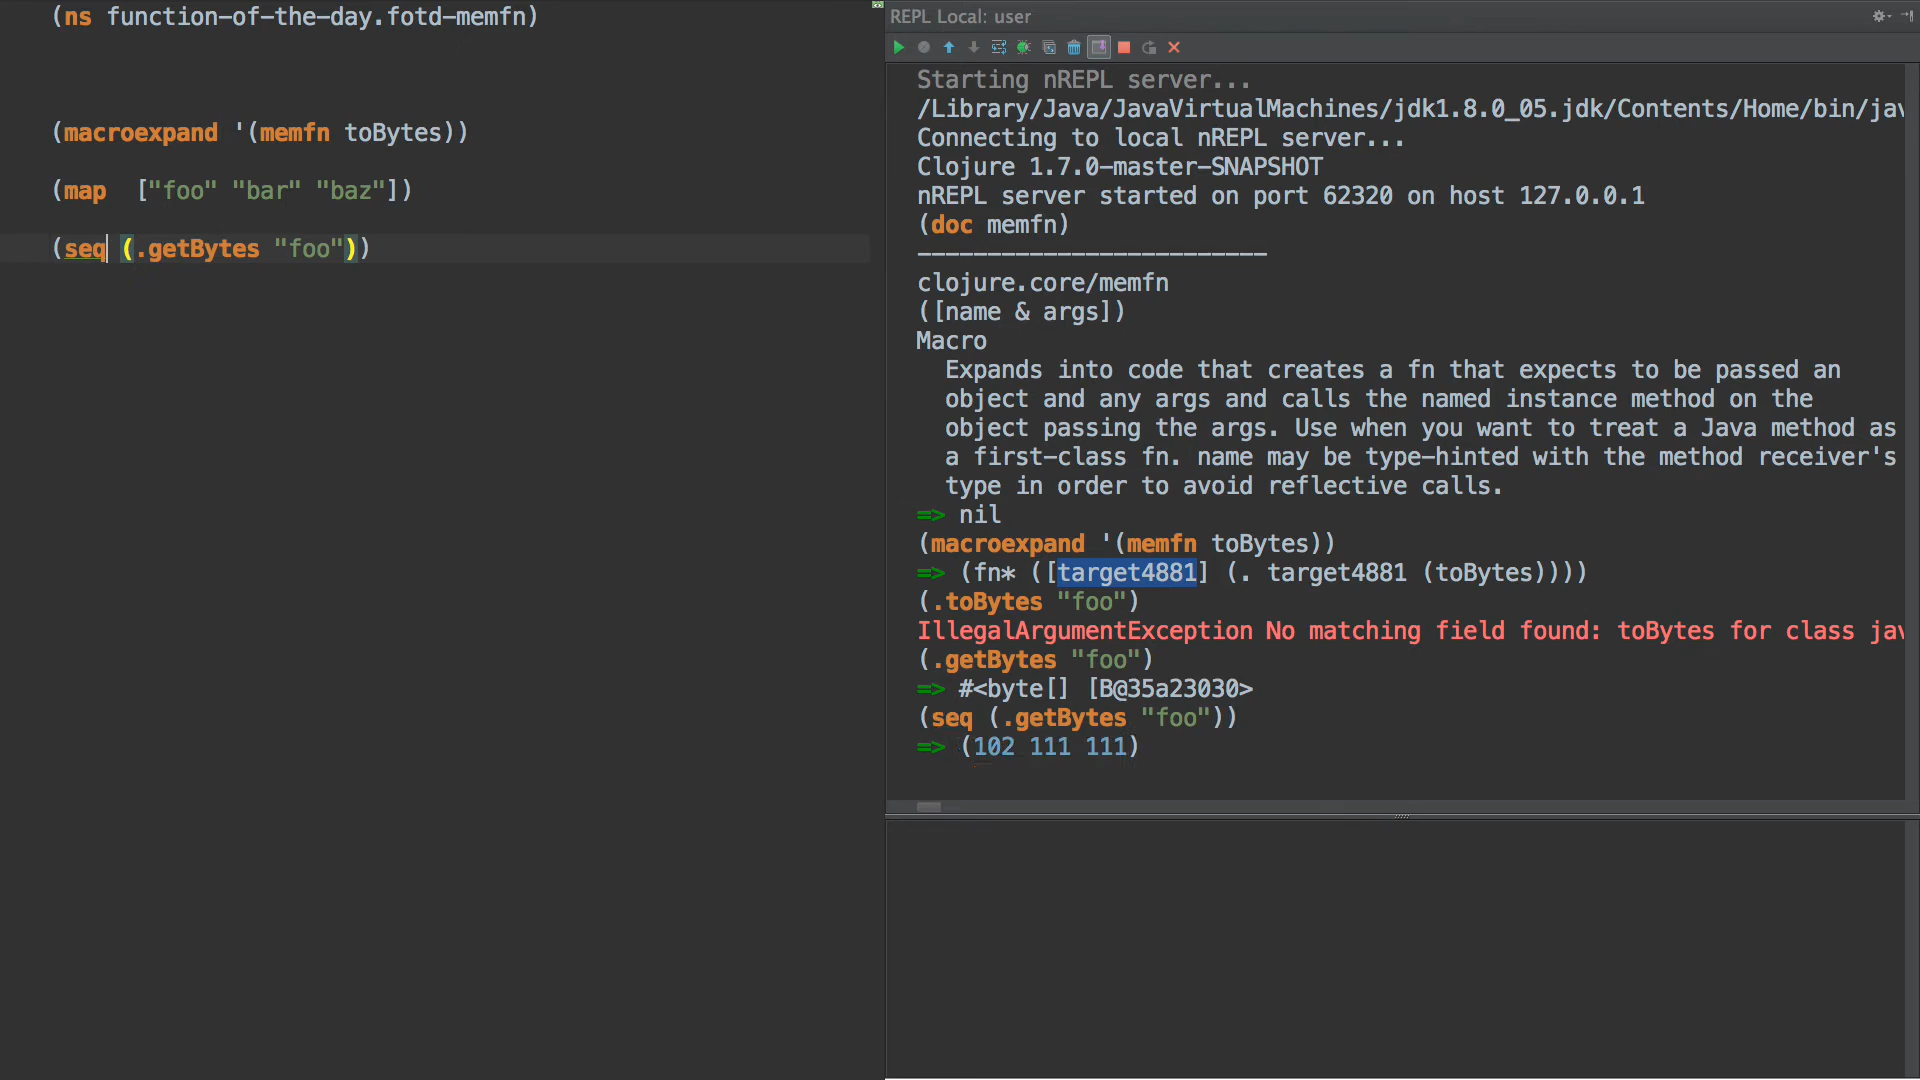 (ns function-of-the-day.fotd-memfn)
(macroexpand '(memfn toBytes))
(map  ["foo" "bar" "baz"])
(seq (.getBytes "foo"))
REPL Local: user
Starting nREPL server...
/Library/Java/JavaVirtualMachines/jdk1.8.0_05.jdk/Contents/Home/bin/jav
Connecting to local nREPL server...
Clojure 1.7.0-master-SNAPSHOT
nREPL server started on port 62320 on host 127.0.0.1
(doc memfn)
-------------------------
clojure.core/memfn
([name & args])
Macro
  Expands into code that creates a fn that expects to be passed an
  object and any args and calls the named instance method on the
  object passing the args. Use when you want to treat a Java method as
  a first-class fn. name may be type-hinted with the method receiver's
  type in order to avoid reflective calls.
=> nil
(macroexpand '(memfn toBytes))
=> (fn* ([target4881] (. target4881 (toBytes))))
(.toBytes "foo")
IllegalArgumentException No matching field found: toBytes for class jav
(.getBytes "foo")
=> #<byte[] [B@35a23030>
(seq (.getBytes "foo"))
=> (102 111 111)